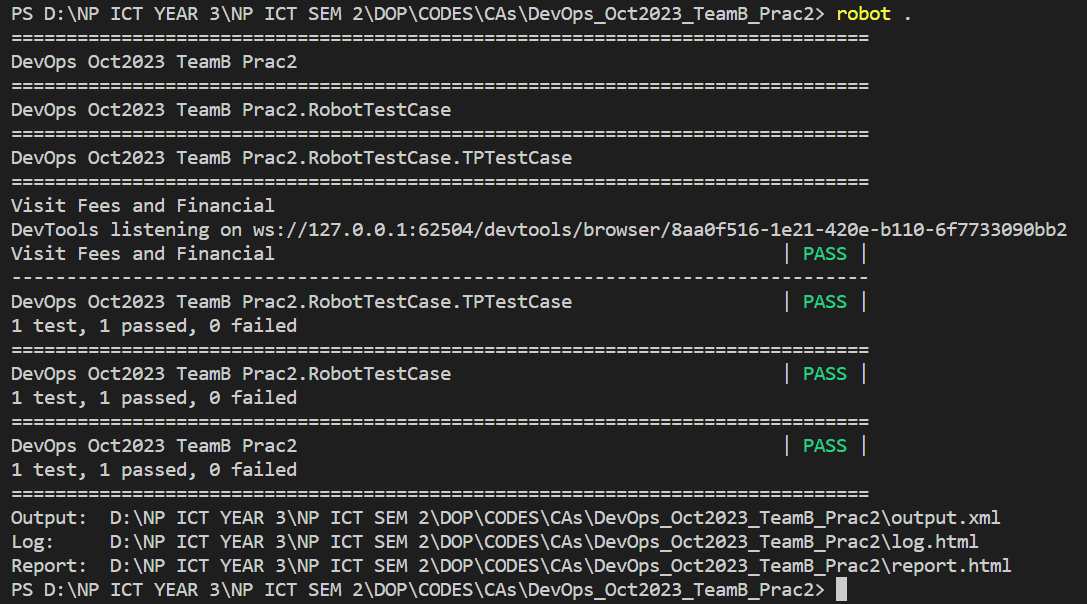 PS D:\NP ICT YEAR 3\NP ICT SEM 2\DOP\CODES\CAs\DevOps_Oct2023_TeamB_Prac2> robot .
==============================================================================
DevOps Oct2023 TeamB Prac2
==============================================================================
DevOps Oct2023 TeamB Prac2.RobotTestCase
==============================================================================
DevOps Oct2023 TeamB Prac2.RobotTestCase.TPTestCase
==============================================================================
Visit Fees and Financial
DevTools listening on ws://127.0.0.1:62504/devtools/browser/8aa0f516-1e21-420e-b110-6f7733090bb2
Visit Fees and Financial                                              | PASS |
------------------------------------------------------------------------------
DevOps Oct2023 TeamB Prac2.RobotTestCase.TPTestCase                   | PASS |
1 test, 1 passed, 0 failed
==============================================================================
DevOps Oct2023 TeamB Prac2.RobotTestCase                              | PASS |
1 test, 1 passed, 0 failed
==============================================================================
DevOps Oct2023 TeamB Prac2                                            | PASS |
1 test, 1 passed, 0 failed
==============================================================================
Output:  D:\NP ICT YEAR 3\NP ICT SEM 2\DOP\CODES\CAs\DevOps_Oct2023_TeamB_Prac2\output.xml
Log:     D:\NP ICT YEAR 3\NP ICT SEM 2\DOP\CODES\CAs\DevOps_Oct2023_TeamB_Prac2\log.html
Report:  D:\NP ICT YEAR 3\NP ICT SEM 2\DOP\CODES\CAs\DevOps_Oct2023_TeamB_Prac2\report.html
PS D:\NP ICT YEAR 3\NP ICT SEM 2\DOP\CODES\CAs\DevOps_Oct2023_TeamB_Prac2>